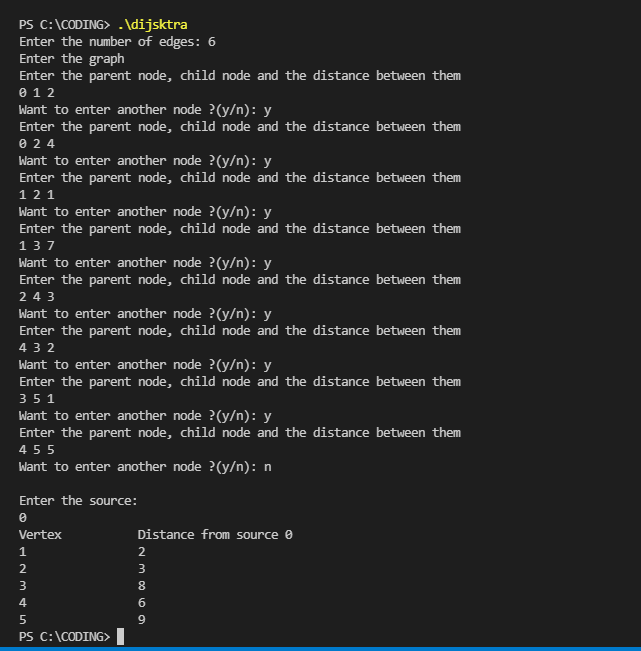 PS C:\CODING> .\dijsktra
Enter the number of edges: 6
Enter the graph
Enter the parent node, child node and the distance between them
0 1 2
Want to enter another node ?(y/n): y
Enter the parent node, child node and the distance between them
0 2 4
Want to enter another node ?(y/n): y
Enter the parent node, child node and the distance between them
1 2 1
Want to enter another node ?(y/n): y
Enter the parent node, child node and the distance between them
1 3 7
Want to enter another node ?(y/n): y
Enter the parent node, child node and the distance between them
2 4 3
Want to enter another node ?(y/n): y
Enter the parent node, child node and the distance between them
4 3 2
Want to enter another node ?(y/n): y
Enter the parent node, child node and the distance between them
3 5 1
Want to enter another node ?(y/n): y
Enter the parent node, child node and the distance between them
4 5 5
Want to enter another node ?(y/n): n

Enter the source:
0
Vertex           Distance from source 0
1                2
2                3
3                8
4                6
5                9
PS C:\CODING>